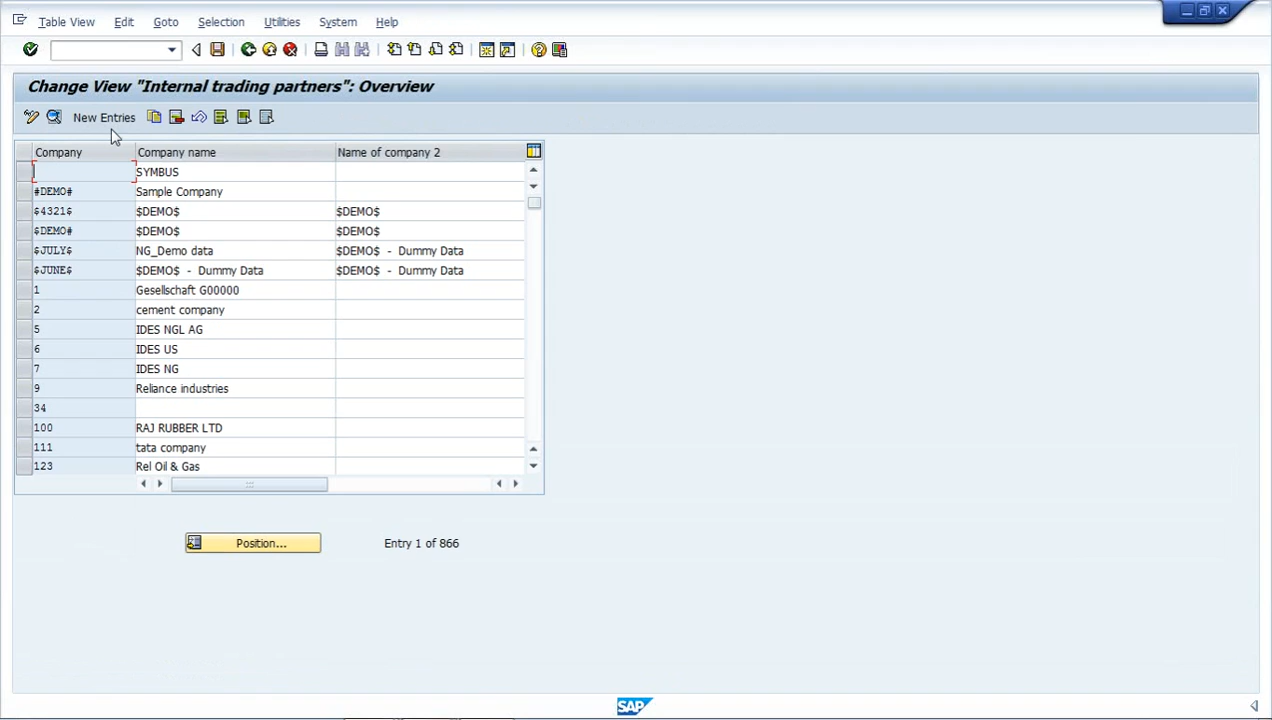 Table View Edit Goto Selection Utilities System Help
Change View "Internal trading partners": Overview
New Entries
Company Company name Name of company 2
SYMBUS
#DEMO# Sample Company
$4321$ $DEMO$ $DEMO$
$DEMO# $DEMO$ $DEMO$
$JULY$ NG_Demo data $DEMO$ - Dummy Data
$JUNE$ $DEMO$ - Dummy Data $DEMO$ - Dummy Data
1 Gesellschaft G00000
2 cement company
5 IDES NGL AG
6 IDES US
7 IDES NG
9 Reliance industries
34
100 RAJ RUBBER LTD
111 tata company
123 Rel Oil & Gas
Position... Entry 1 of 866
SAP